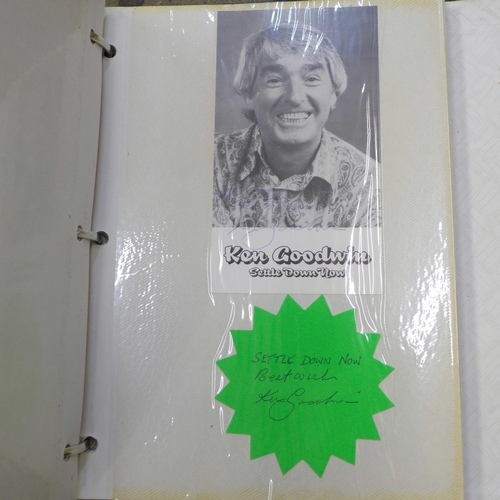 Ken Goodwin
Settle Down Now
SETTLE DOWN NOW
Best wishes
Ken Goodwin